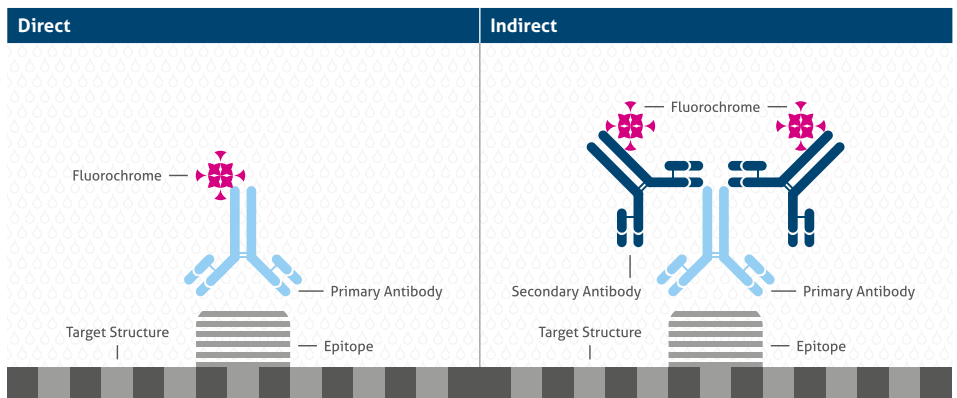 Direct
Indirect
Fluorochrome
Primary Antibody
Target Structure
Epitope
Fluorochrome
Secondary Antibody
Primary Antibody
Target Structure
Epitope